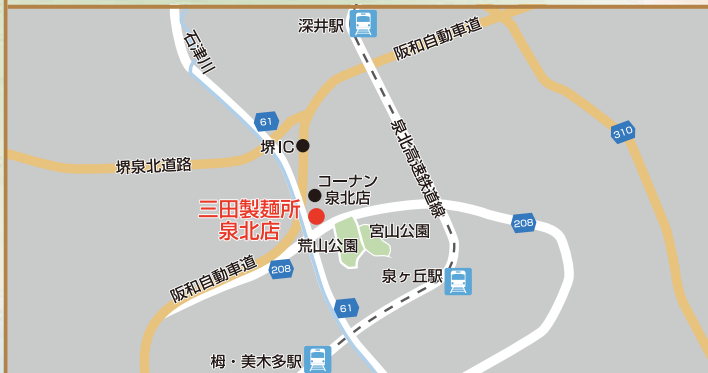 深井駅
阪和自動車道
石津川
61
310
堺IC
泉北高速鉄道線
堺泉北道路
コーナン
泉北店
三田製麺所
泉北店
208
宮山公園
荒山公園
208
阪和自動車道
泉ヶ丘駅
61
栂・美木多駅